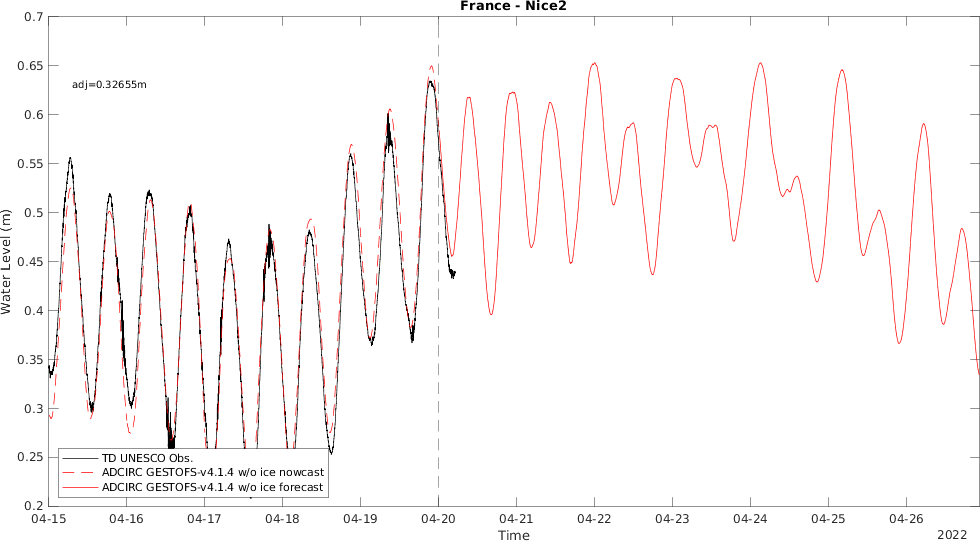 France - Nice2
0.7
0.65
0.6
0.55
0.5
0.45
0.4
0.35
0.3
0.25
0.2
Water Level (m)
adj=0.32655m
TD UNESCO Obs.
ADCIRC GESTOFS-v4.1.4 w/o ice nowcast
ADCIRC GESTOFS-v4.1.4 w/o ice forecast
04-15 04-16 04-17 04-18 04-19 04-20 04-21 04-22 04-23 04-24 04-25 04-26
Time
2022